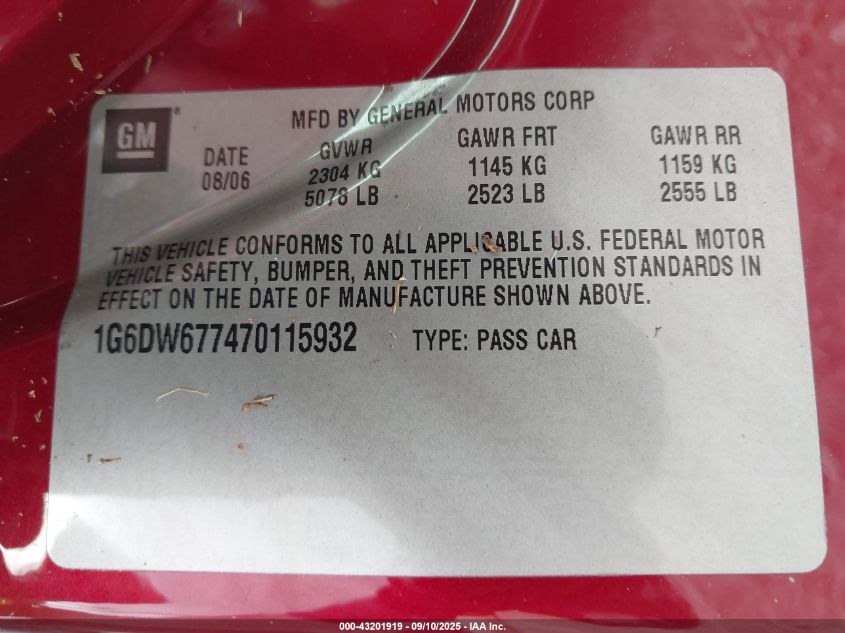 MFD BY GENERAL MOTORS CORP
GM®
DATE 08/06
GVWR 2304 KG 5078 LB
GAWR FRT 1145 KG 2523 LB
GAWR RR 1159 KG 2555 LB
THIS VEHICLE CONFORMS TO ALL APPLICABLE U.S. FEDERAL MOTOR
VEHICLE SAFETY, BUMPER, AND THEFT PREVENTION STANDARDS IN
EFFECT ON THE DATE OF MANUFACTURE SHOWN ABOVE.
1G6DW677470115932 TYPE: PASS CAR
000-43201919 - 09/10/2025 - IAA Inc.